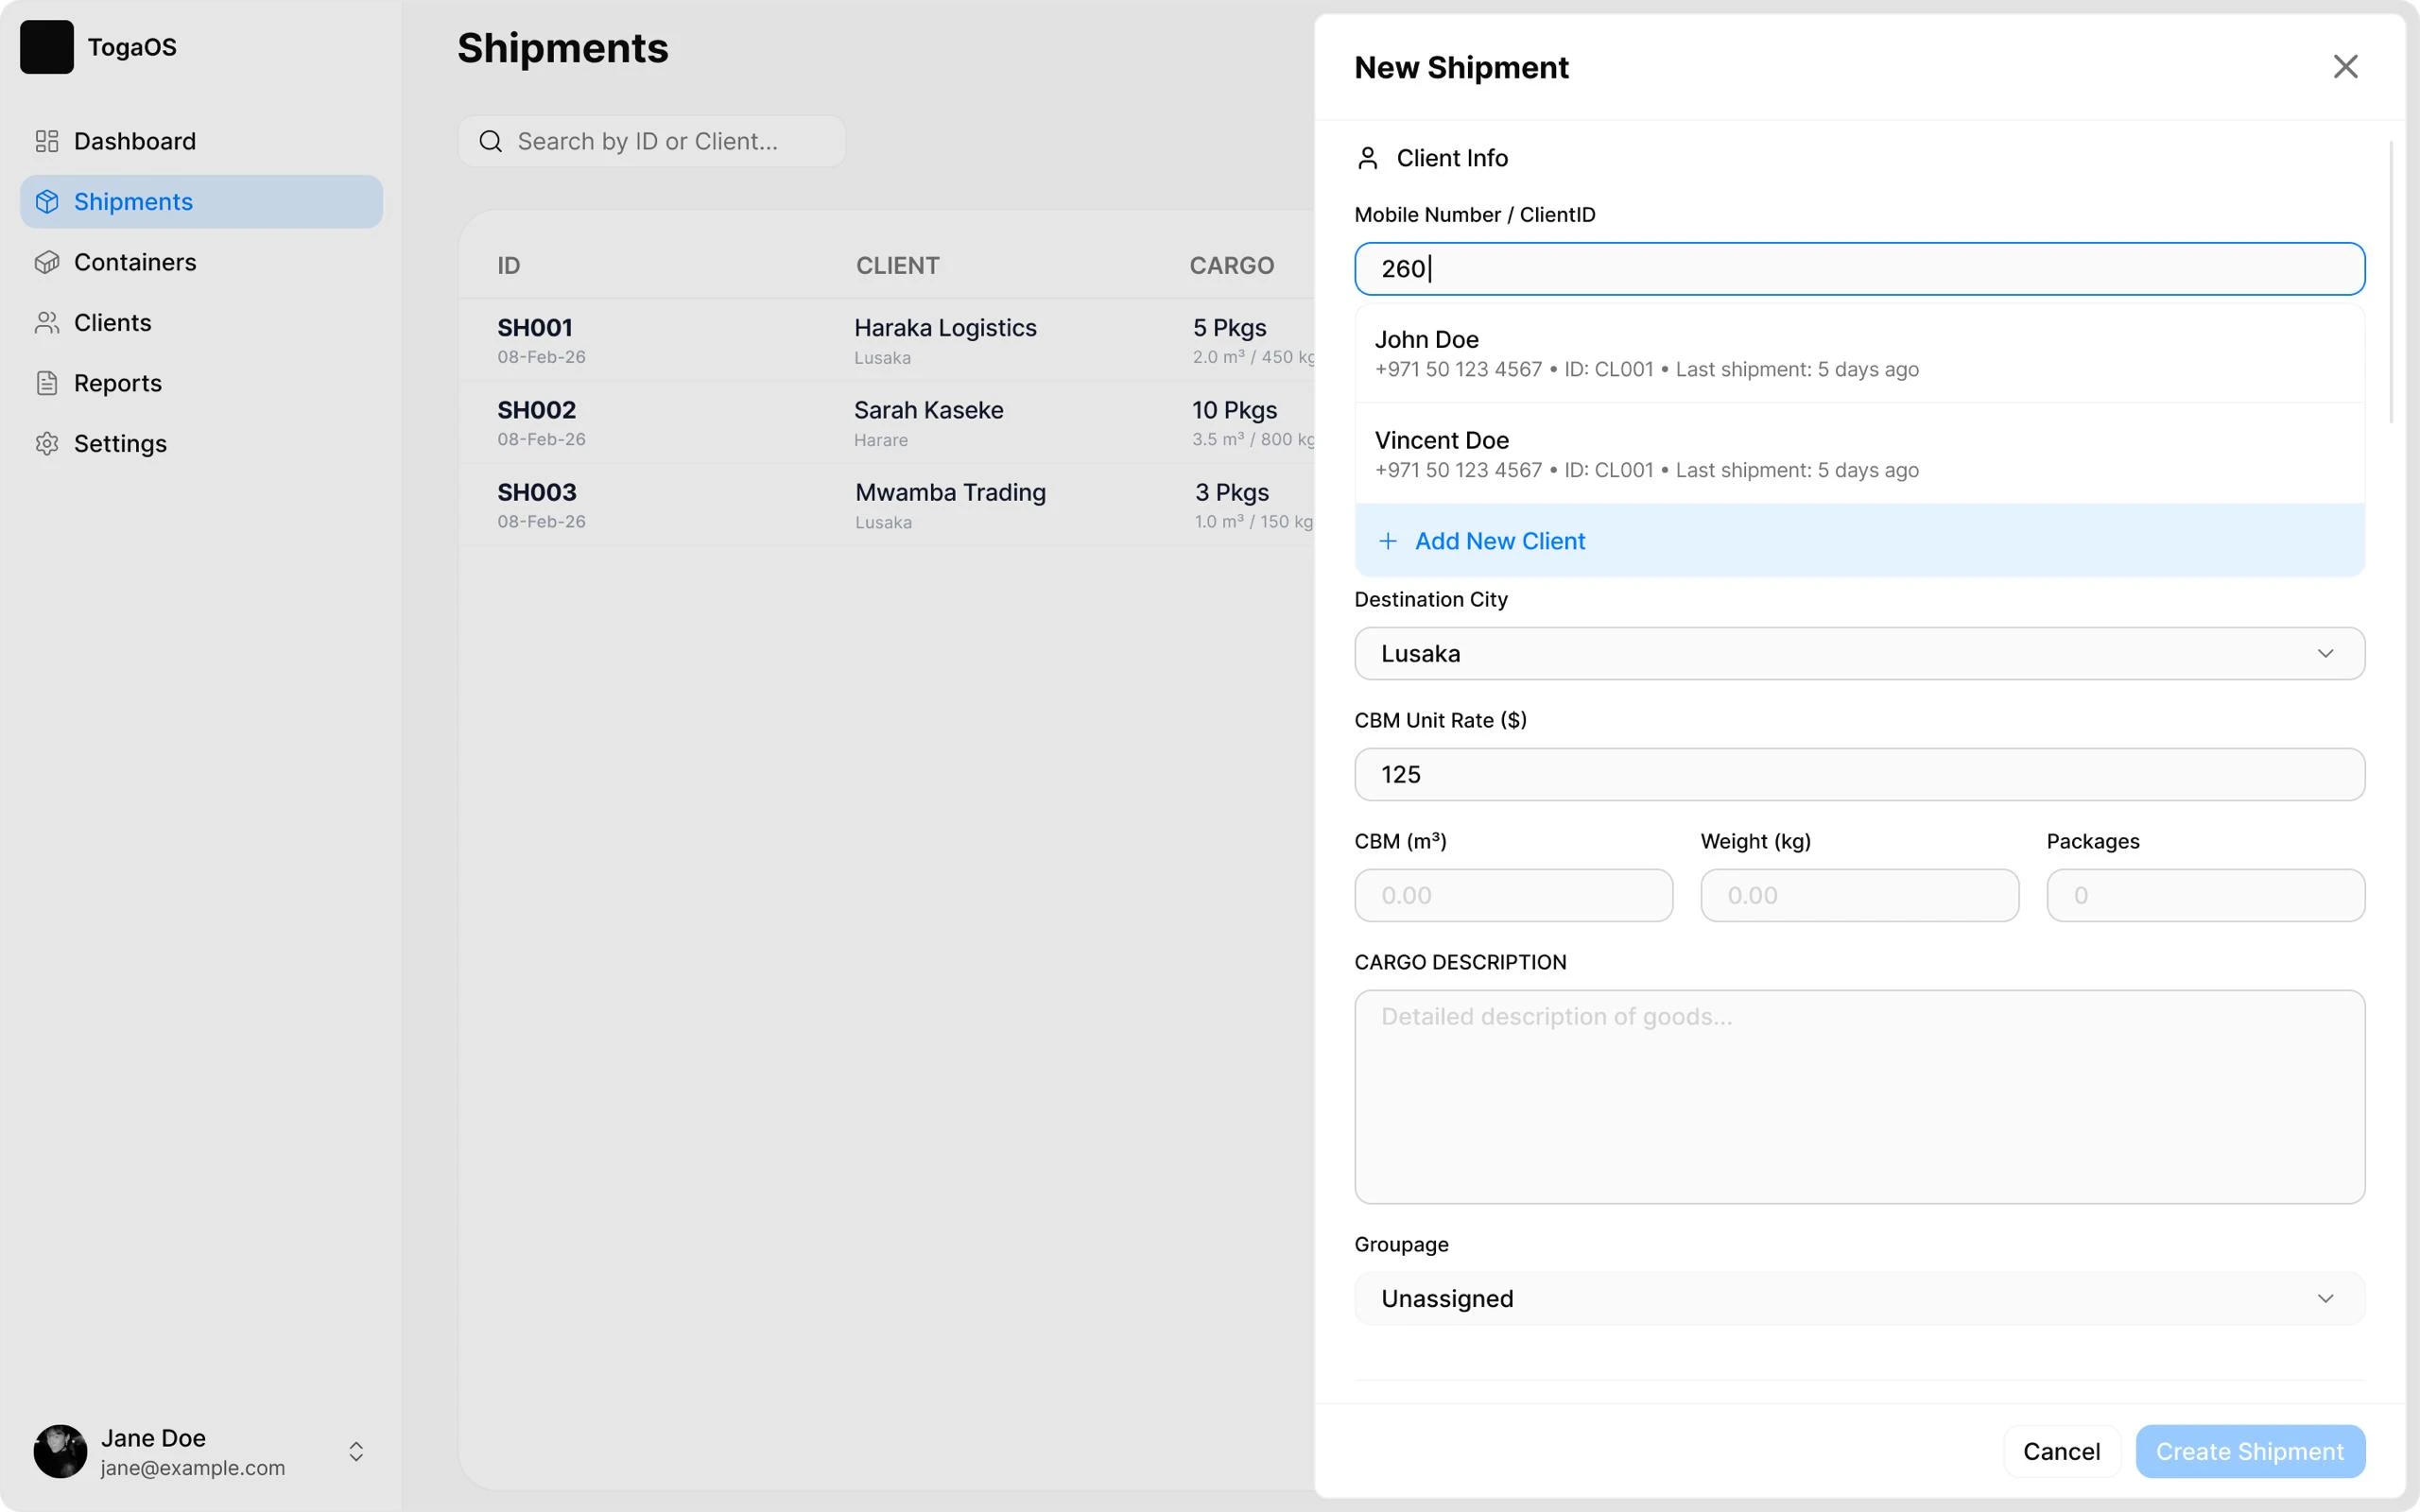 TogaOS
Dashboard
Shipments
Containers
Clients
Reports
Settings
Jane Doe
jane@example.com
Shipments
Search by ID or Client...
ID CLIENT CARGO
SH001 Haraka Logistics 5 Pkgs
08-Feb-26 Lusaka 2.0 m³ / 450 kg
SH002 Sarah Kaseke 10 Pkgs
08-Feb-26 Harare 3.5 m³ / 800 kg
SH003 Mwamba Trading 3 Pkgs
08-Feb-26 Lusaka 1.0 m³ / 150 kg
New Shipment
Client Info
Mobile Number / ClientID
260
John Doe
+971 50 123 4567 • ID: CL001 • Last shipment: 5 days ago
Vincent Doe
+971 50 123 4567 • ID: CL001 • Last shipment: 5 days ago
+ Add New Client
Destination City
Lusaka
CBM Unit Rate ($)
125
CBM (m³) Weight (kg) Packages
0.00 0.00 0
CARGO DESCRIPTION
Detailed description of goods...
Groupage
Unassigned
Cancel Create Shipment